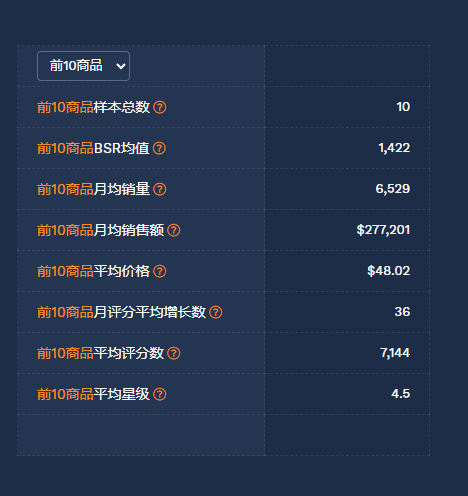 前10商品
前10商品样本总数 ?
10
前10商品BSR均值 ?
1,422
前10商品月均销量 ?
6,529
前10商品月均销售额 ?
$277,201
前10商品平均价格 ?
$48.02
前10商品月评分平均增长数 ?
36
前10商品平均评分数 ?
7,144
前10商品平均星级 ?
4.5